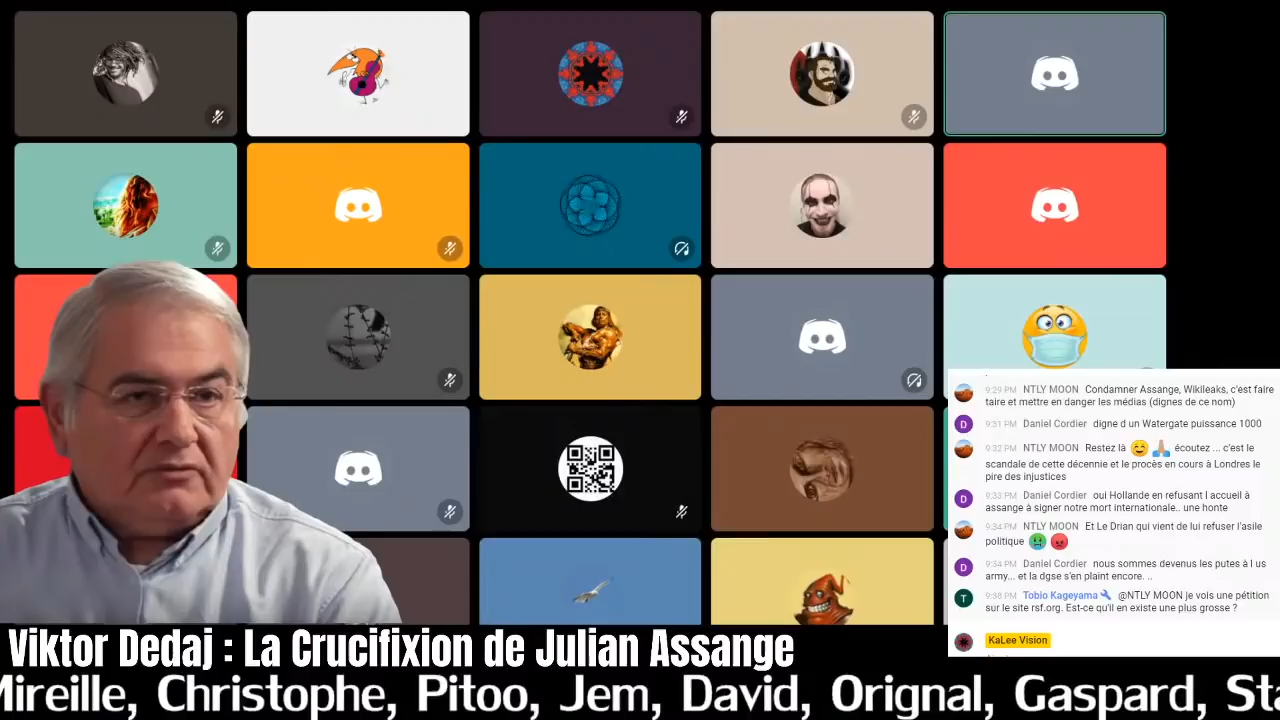 9:29 PM NTLY MOON Condamner Assange, Wikileaks, c'est faire
taire et mettre en danger les médias (dignes de ce nom)
9:31 PM Daniel Cordier digne d un Watergate puissance 1000
9:32 PM NTLY MOON Restez là 😊 🙏🏼 écoutez ... c'est le
scandale de cette décennie et le procès en cours à Londres le
pire des injustices
9:33 PM Daniel Cordier oui Hollande en refusant l accueil à
assange à signer notre mort internationale.. une honte
9:34 PM NTLY MOON Et Le Drian qui vient de lui refuser l'asile
politique 🤢 😡
9:34 PM Daniel Cordier nous sommes devenus les putes à l us
army... et la dgse s'en plaint encore. ..
9:38 PM Tobio Kageyama @NTLY MOON je vois une pétition
sur le site rsf.org. Est-ce qu'il en existe une plus grosse ?
KaLee Vision
Viktor Dedaj : La Crucifixion de Julian Assange
Mireille, Christophe, Pitoo, Jem, David, Orignal, Gaspard, Sta